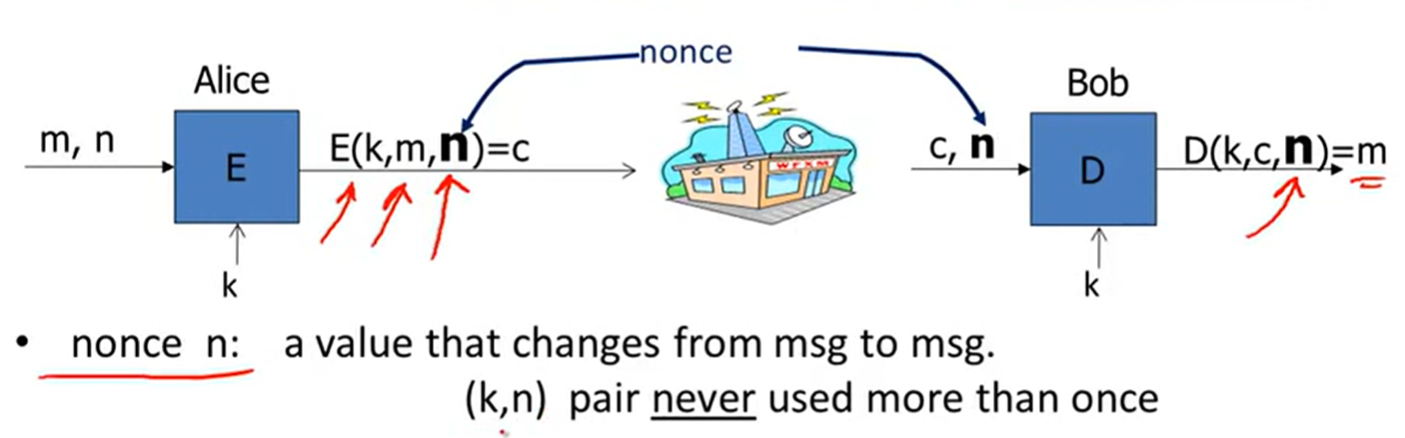 nonce
Alice
Bob
m, n
E
E(k,m,n)=c
WFXM
c, n
D
D(k,c,n)=m
k
k
• nonce n: a value that changes from msg to msg.
(k,n) pair never used more than once